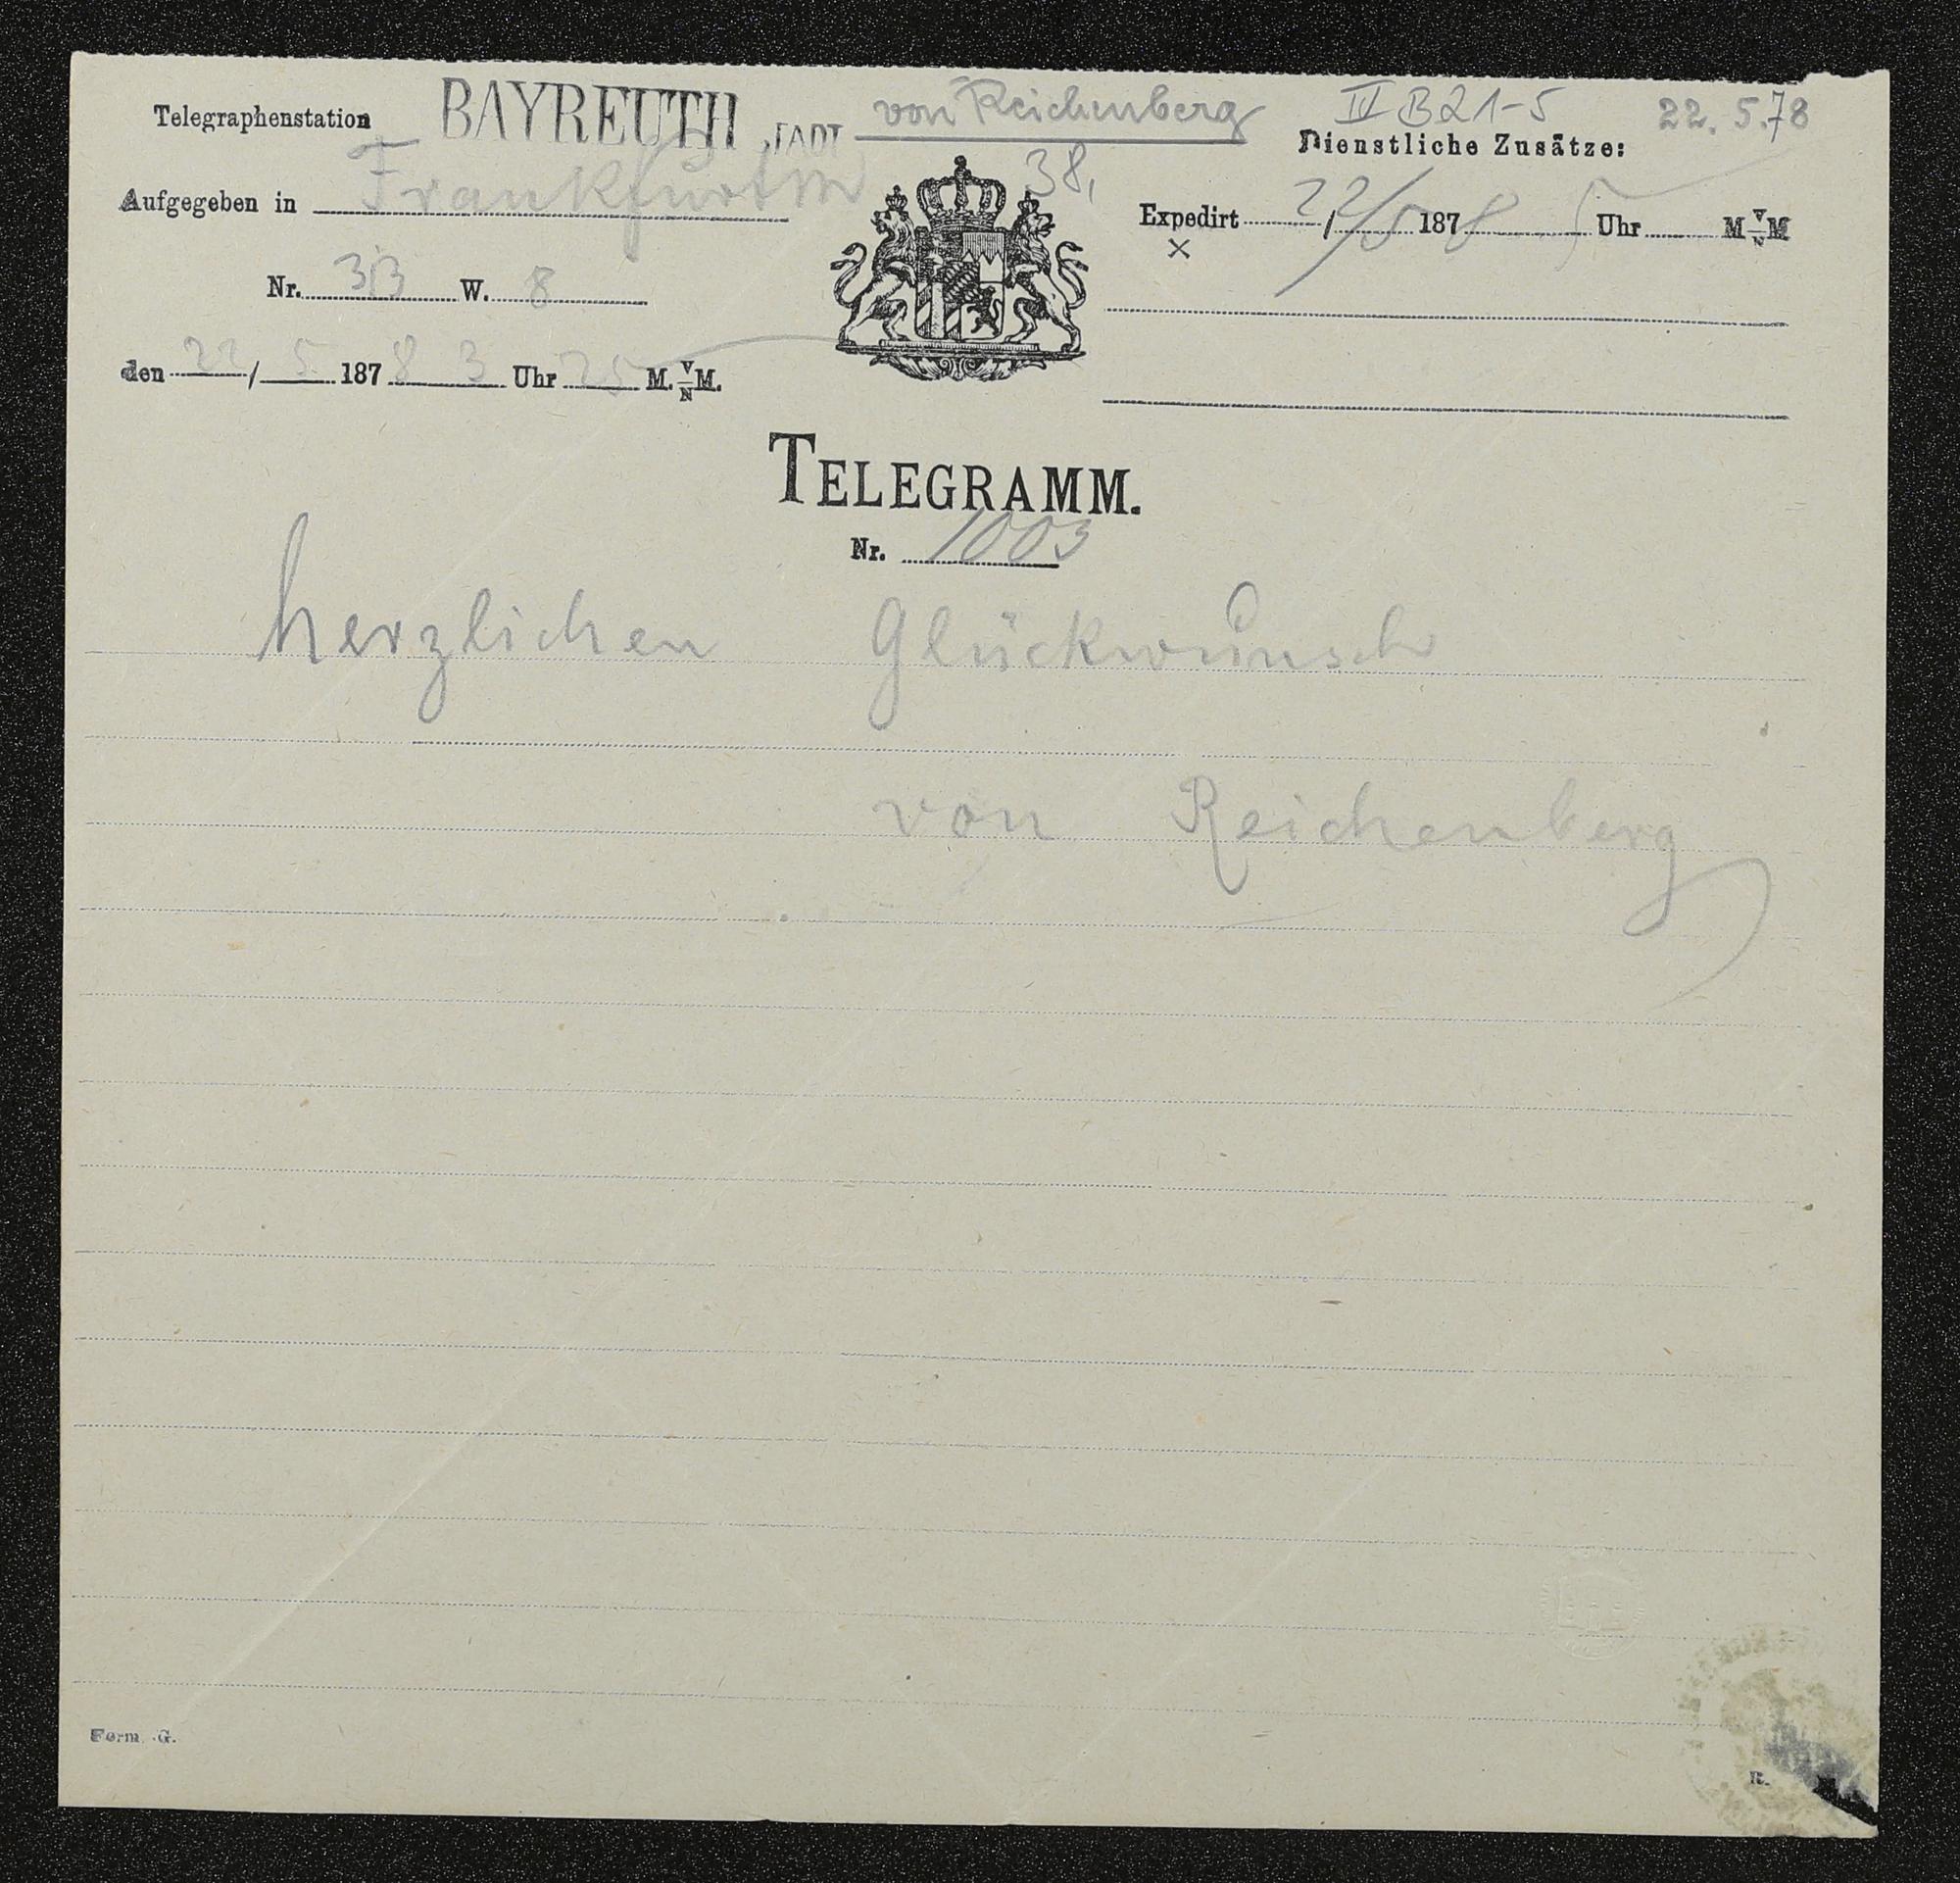 Telegraphenstation BAYREUTH STADT von Reichenberg III B 21-5 22.5.78
Dienstliche Zusätze:
Aufgegeben in Frankfurt M 38,
Expedirt 22/5 1878 5 Uhr M V/N M
Nr. 313 W. 8
den 22/5. 1878 3 Uhr 25 M. V/N M.
TELEGRAMM.
Nr. 1003
herzlichen Glückwunsch
von Reichenberg
Form. G.
R.